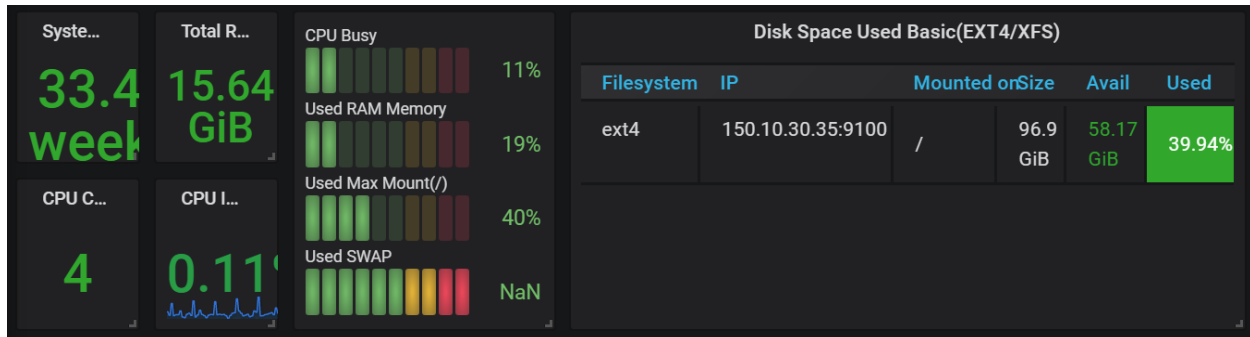 Syste...
33.4
week
Total R...
15.64
GiB
CPU C...
4
CPU I...
0.11%
CPU Busy
11%
Used RAM Memory
19%
Used Max Mount(/)
40%
Used SWAP
NaN
Disk Space Used Basic(EXT4/XFS)
Filesystem IP Mounted on Size Avail Used
ext4 150.10.30.35:9100 / 96.9 GiB 58.17 GiB 39.94%